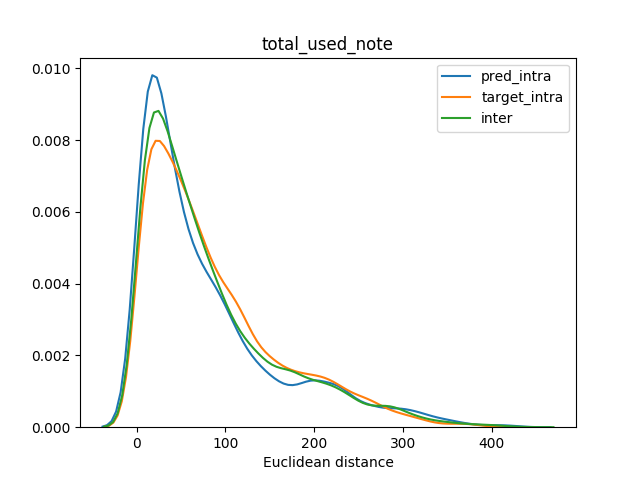 total_used_note
0.010
0.008
0.006
0.004
0.002
0.000
pred_intra
target_intra
inter
0
100
200
300
400
Euclidean distance